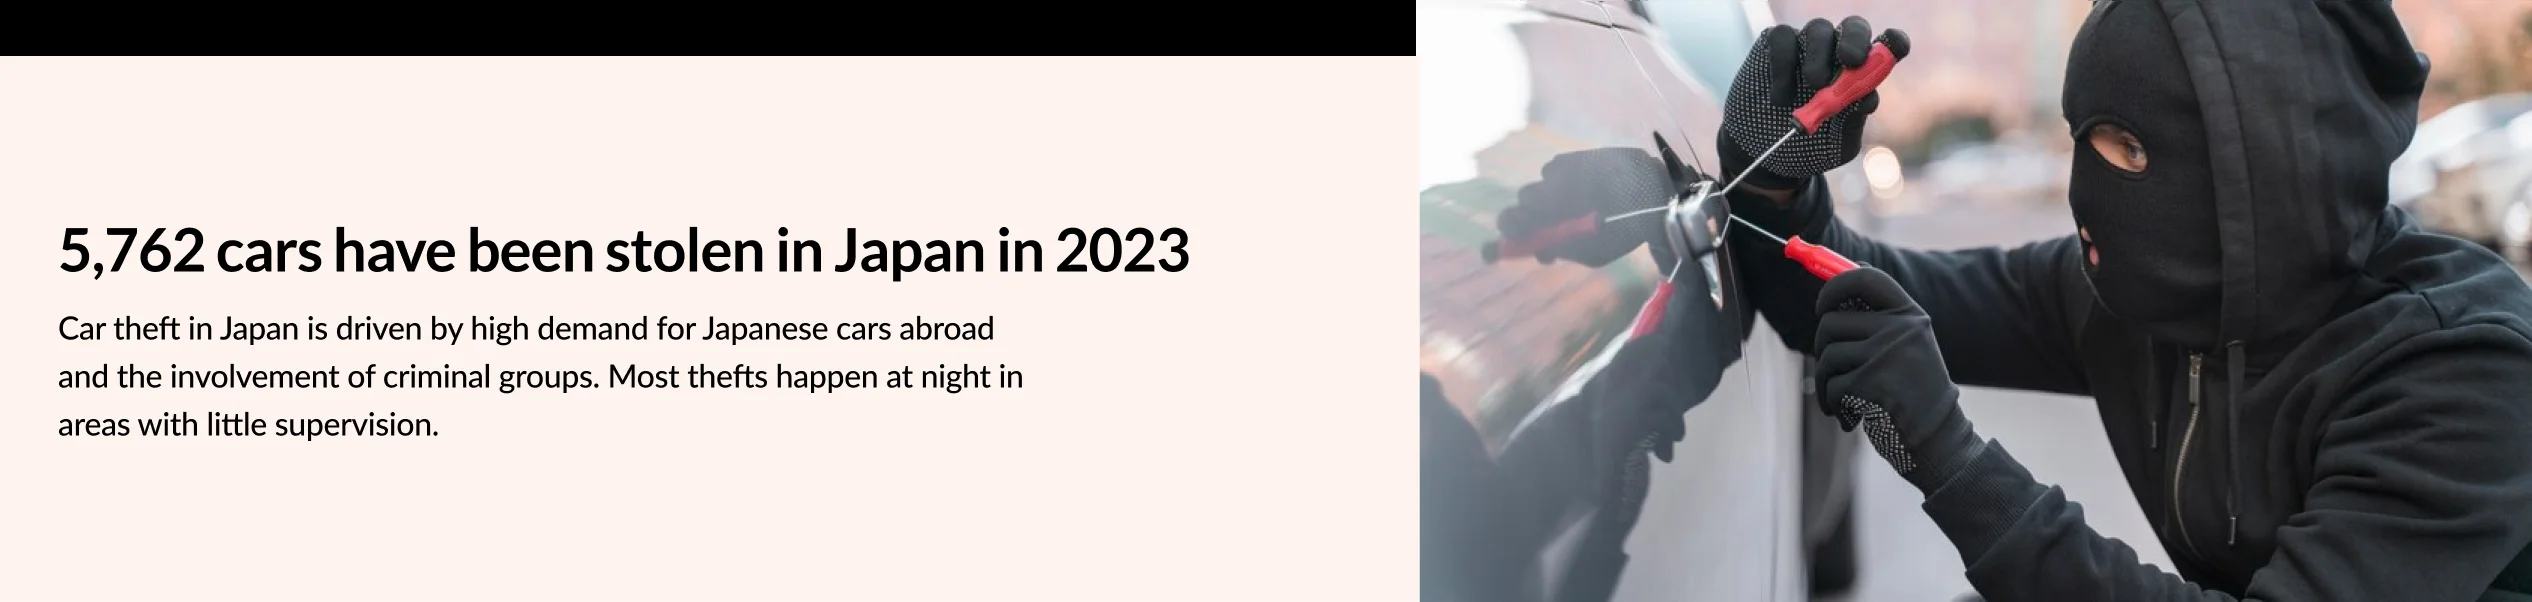 5,762 cars have been stolen in Japan in 2023
Car theft in Japan is driven by high demand for Japanese cars abroad
and the involvement of criminal groups. Most thefts happen at night in
areas with little supervision.